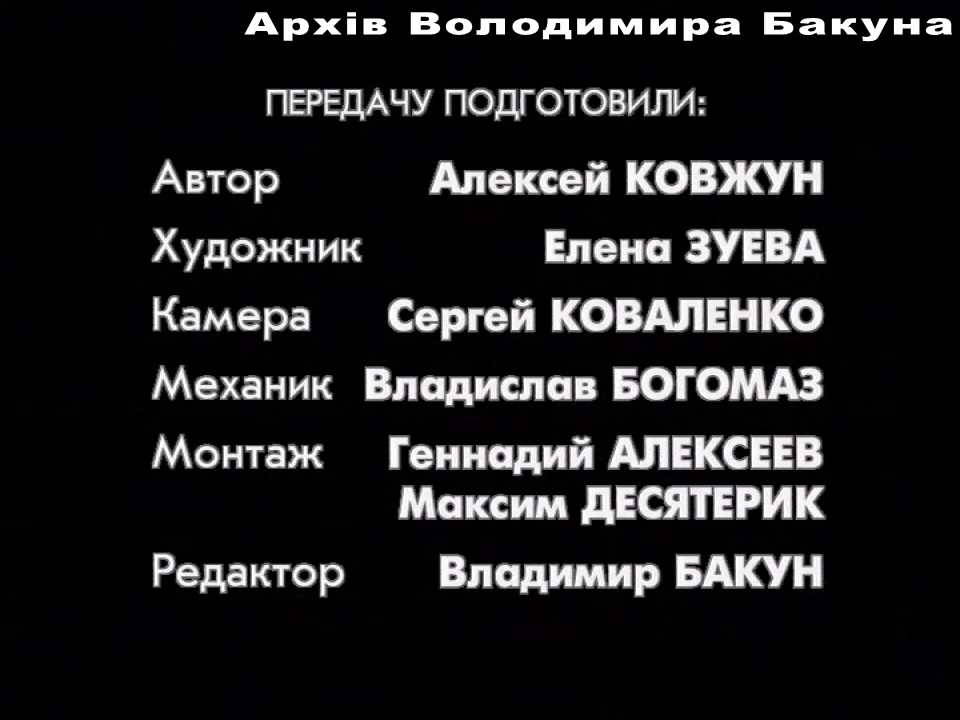 Архів Володимира Бакуна
ПЕРЕДАЧУ ПОДГОТОВИЛИ:
Автор Алексей КОВЖУН
Художник Елена ЗУЕВА
Камера Сергей КОВАЛЕНКО
Механик Владислав БОГОМАЗ
Монтаж Геннадий АЛЕКСЕЕВ
Максим ДЕСЯТЕРИК
Редактор Владимир БАКУН